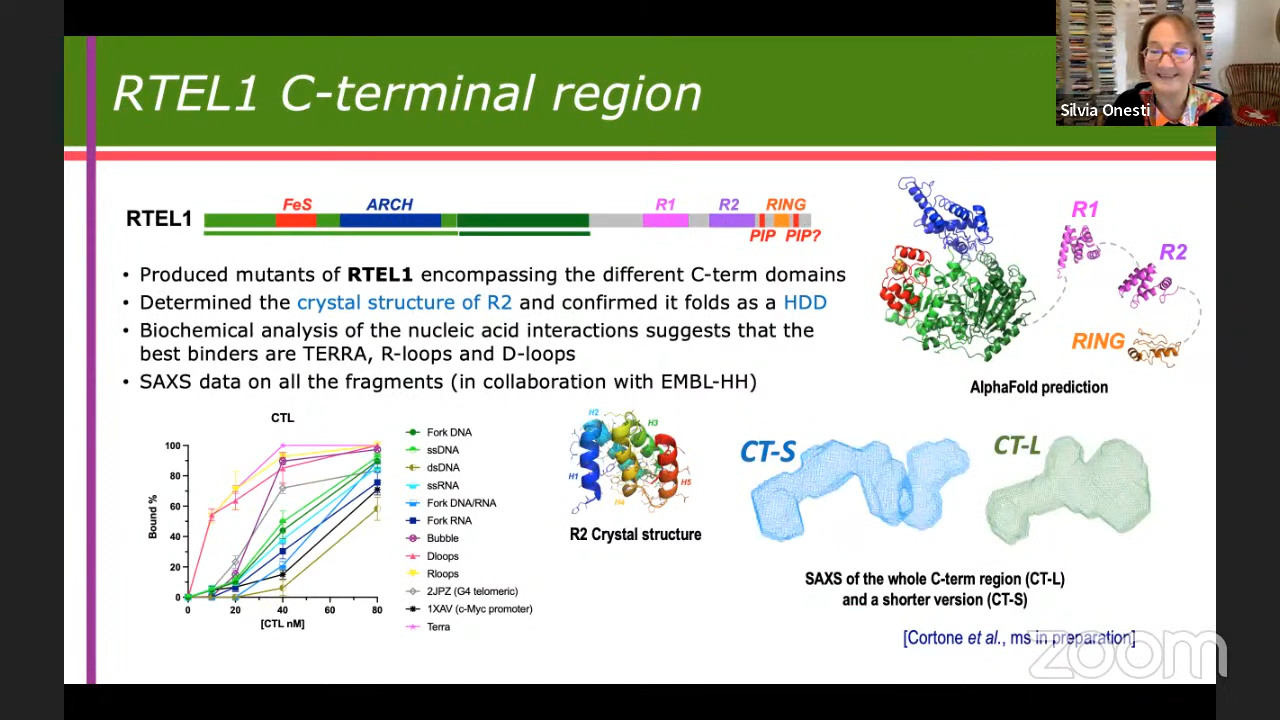 RTEL1 C-terminal region
Silvia Onesti
FeS ARCH R1 R2 RING
RTEL1
PIP PIP?
• Produced mutants of RTEL1 encompassing the different C-term domains
• Determined the crystal structure of R2 and confirmed it folds as a HDD
• Biochemical analysis of the nucleic acid interactions suggests that the
best binders are TERRA, R-loops and D-loops
• SAXS data on all the fragments (in collaboration with EMBL-HH)
R1
R2
RING
AlphaFold prediction
CTL
Bound %
100
80
60
40
20
0
0 20 40 60 80
[CTL nM]
Fork DNA
ssDNA
dsDNA
ssRNA
Fork DNA/RNA
Fork RNA
Bubble
Dloops
Rloops
2JPZ (G4 telomeric)
1XAV (c-Myc promoter)
Terra
H2
H3
H1
H5
H4
R2 Crystal structure
CT-S
CT-L
SAXS of the whole C-term region (CT-L)
and a shorter version (CT-S)
[Cortone et al., ms in preparation]
zoom